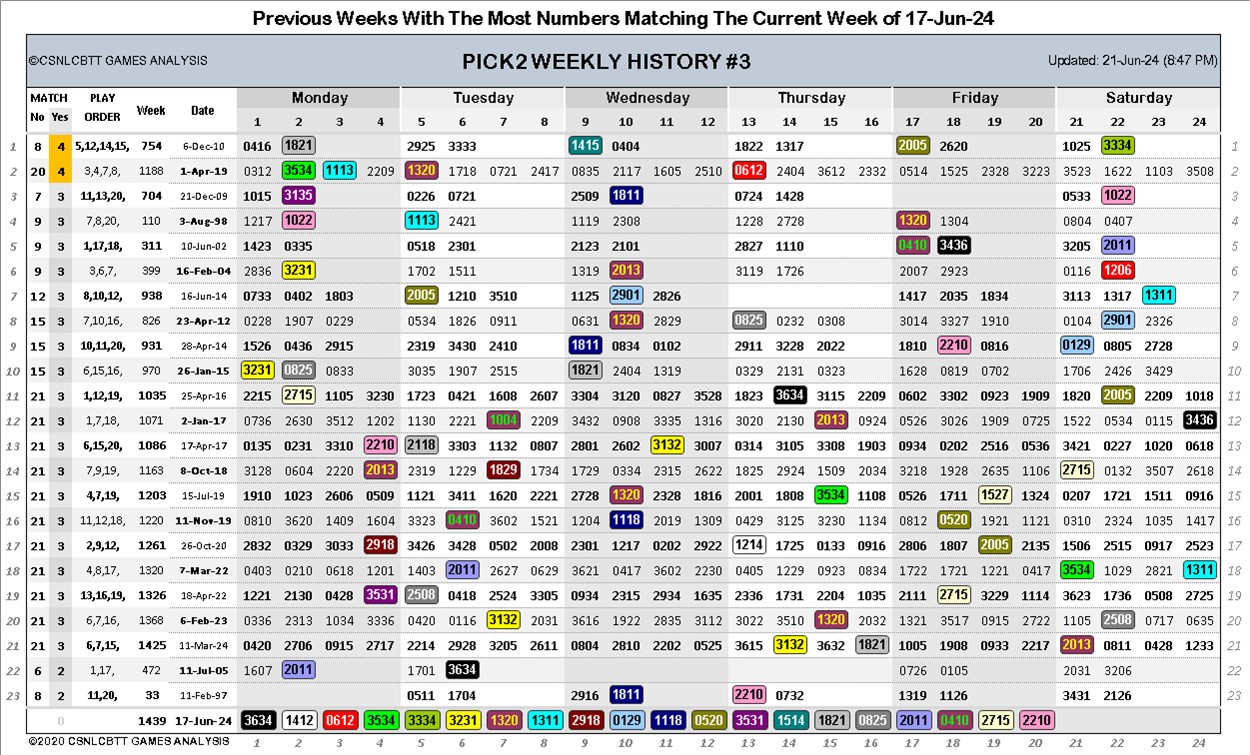 Previous Weeks With The Most Numbers Matching The Current Week of 17-Jun-24
©CSNLCBTT GAMES ANALYSIS PICK2 WEEKLY HISTORY #3 Updated: 21-Jun-24 (8:47 PM)
MATCH PLAY Week Date Monday Tuesday Wednesday Thursday Friday Saturday
No Yes ORDER 1 2 3 4 5 6 7 8 9 10 11 12 13 14 15 16 17 18 19 20 21 22 23 24
1 8 4 5,12,14,15, 754 6-Dec-10 0416 1821 2925 3333 1415 0404 1822 1317 2005 2620 1025 3334 1
2 20 4 3,4,7,8, 1188 1-Apr-19 0312 3534 1113 2209 1320 1718 0721 2417 0835 2117 1605 2510 0612 2404 3612 2332 0514 1525 2328 3223 3523 1622 1103 3508 2
3 7 3 11,13,20, 704 21-Dec-09 1015 3135 0226 0721 2509 1811 0724 1428 0533 1022 3
4 9 3 7,8,20, 110 3-Aug-98 1217 1022 1113 2421 1119 2308 1228 2728 1320 1304 0804 0407 4
5 9 3 1,17,18, 311 10-Jun-02 1423 0335 0518 2301 2123 2101 2827 1110 0410 3436 3205 2011 5
6 9 3 3,6,7, 399 16-Feb-04 2836 3231 1702 1511 1319 2013 3119 1726 2007 2923 0116 1206 6
7 12 3 8,10,12, 938 16-Jun-14 0733 0402 1803 2005 1210 3510 1125 2901 2826 1417 2035 1834 3113 1317 1311 7
8 15 3 7,10,16, 826 23-Apr-12 0228 1907 0229 0534 1826 0911 0631 1320 2829 0825 0232 0308 3014 3327 1910 0104 2901 2326 8
9 15 3 10,11,20, 931 28-Apr-14 1526 0436 2915 2319 3430 2410 1811 0834 0102 2911 3228 2022 1838 2210 0816 0129 0805 2728 9
10 15 3 6,15,16, 970 26-Jan-15 3231 0825 0833 3035 1907 2515 1821 2404 1319 0329 2131 0323 1628 0819 0702 1706 2426 3429 10
11 21 3 1,12,19, 1035 25-Apr-16 2215 2715 1105 3230 1723 0421 1608 2607 3304 3120 0827 3528 1823 3634 3115 2209 0602 3302 0923 1909 1820 2005 2209 1018 11
12 21 3 1,7,18, 1071 2-Jan-17 0736 2630 3512 1202 1130 2221 1004 2209 3432 0908 3335 3206 3020 2130 2013 0924 0526 3026 1909 0725 1522 0534 0115 3436 12
13 21 3 6,15,20, 1086 17-Apr-17 0135 0231 3310 2210 2118 3303 1132 0807 2801 2602 3132 3007 0314 3105 3308 1903 0934 0202 2516 0536 3421 0227 1020 0618 13
14 21 3 7,9,19, 1163 8-Oct-18 3128 0604 2220 2013 2319 1229 1829 1734 1729 0334 2315 2622 1825 2924 1509 2034 3218 1928 2635 1106 2715 0132 3507 2618 14
15 21 3 4,7,19, 1203 15-Jul-19 1910 1023 2606 0509 1121 3411 1620 2221 2728 1320 2328 1816 2001 1808 3534 1108 0526 1711 1527 1324 0207 1721 1511 0916 15
16 21 3 11,12,18, 1220 11-Nov-19 0810 3620 1409 1604 3323 0410 3602 1521 1204 1118 2019 1309 0429 3125 3230 1134 0812 0520 1921 1121 0310 2324 1035 1417 16
17 21 3 2,9,12, 1261 26-Oct-20 2832 0329 3033 2918 3426 3428 0502 2008 2301 1217 0202 2922 1214 1725 0133 0916 2806 1807 2005 2135 1506 2515 0917 2523 17
18 21 3 4,8,17, 1320 7-Mar-22 0403 0210 0618 1201 1403 2011 2627 0629 3621 0417 3602 2230 0405 1229 0923 0834 1722 1721 1221 0417 3534 1029 2821 1311 18
19 21 3 13,16,19, 1326 18-Apr-22 1221 2130 0428 3531 2508 0418 2524 3305 0934 2315 2934 1635 2336 1731 2204 1035 2111 2715 3229 1114 3623 1736 0508 2725 19
20 21 3 6,7,16, 1368 6-Feb-23 0336 2313 1034 3336 0420 0116 3132 2031 3616 1922 2835 3112 3022 3510 1320 2032 1321 3517 0915 2722 1105 2508 0717 0635 20
21 21 3 6,7,15, 1425 11-Mar-24 0420 2706 0915 2717 2214 2928 3205 2611 0804 2810 2202 0525 3615 3132 3632 1821 1005 1908 0933 2217 2013 0811 0428 1233 21
22 6 2 1,17, 472 11-Jul-05 1607 2011 1701 3634 0726 0105 2031 3206 22
23 8 2 11,20, 33 11-Feb-97 0511 1704 2916 1811 2210 0732 1319 1126 3431 2126 23
0 1439 17-Jun-24 3634 1412 0612 3534 3334 3231 1320 1311 2918 0129 1118 0520 3531 1514 1821 0825 2011 0410 2715 2210
©2020 CSNLCBTT GAMES ANALYSIS 1 2 3 4 5 6 7 8 9 10 11 12 13 14 15 16 17 18 19 20 21 22 23 24